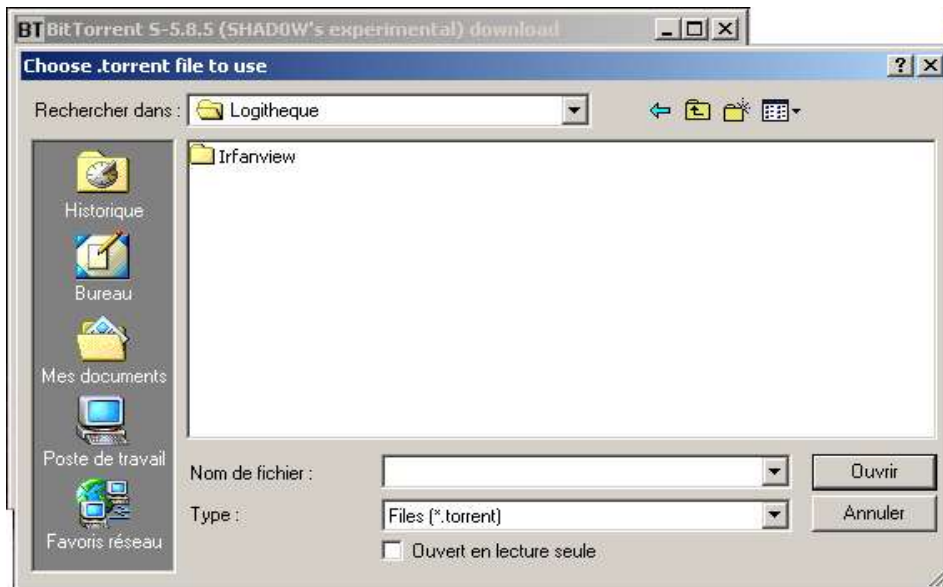 BT BitTorrent S-5.8.5 (SHAD0W's experimental) download
Choose .torrent file to use
Rechercher dans : Logitheque
Irfanview
Historique
Bureau
Mes documents
Poste de travail
Favoris réseau
Nom de fichier :
Ouvrir
Type : Files (*.torrent)
Annuler
Ouvert en lecture seule